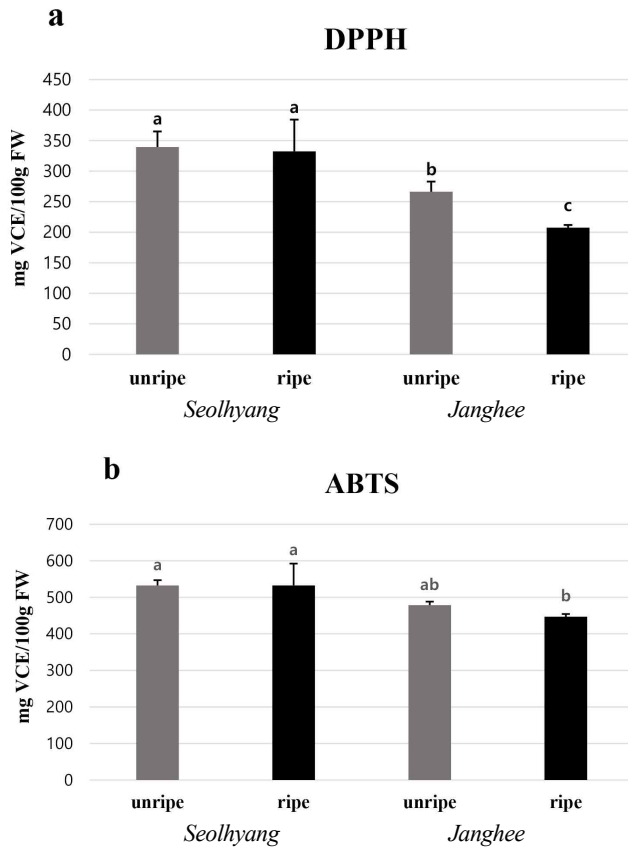 a
DPPH
mg VCE/100g FW
450
400
350
300
250
200
150
100
50
0
a
a
b
c
unripe ripe unripe ripe
Seolhyang Janghee
b
ABTS
mg VCE/100g FW
700
600
500
400
300
200
100
0
a
a
ab
b
unripe ripe unripe ripe
Seolhyang Janghee